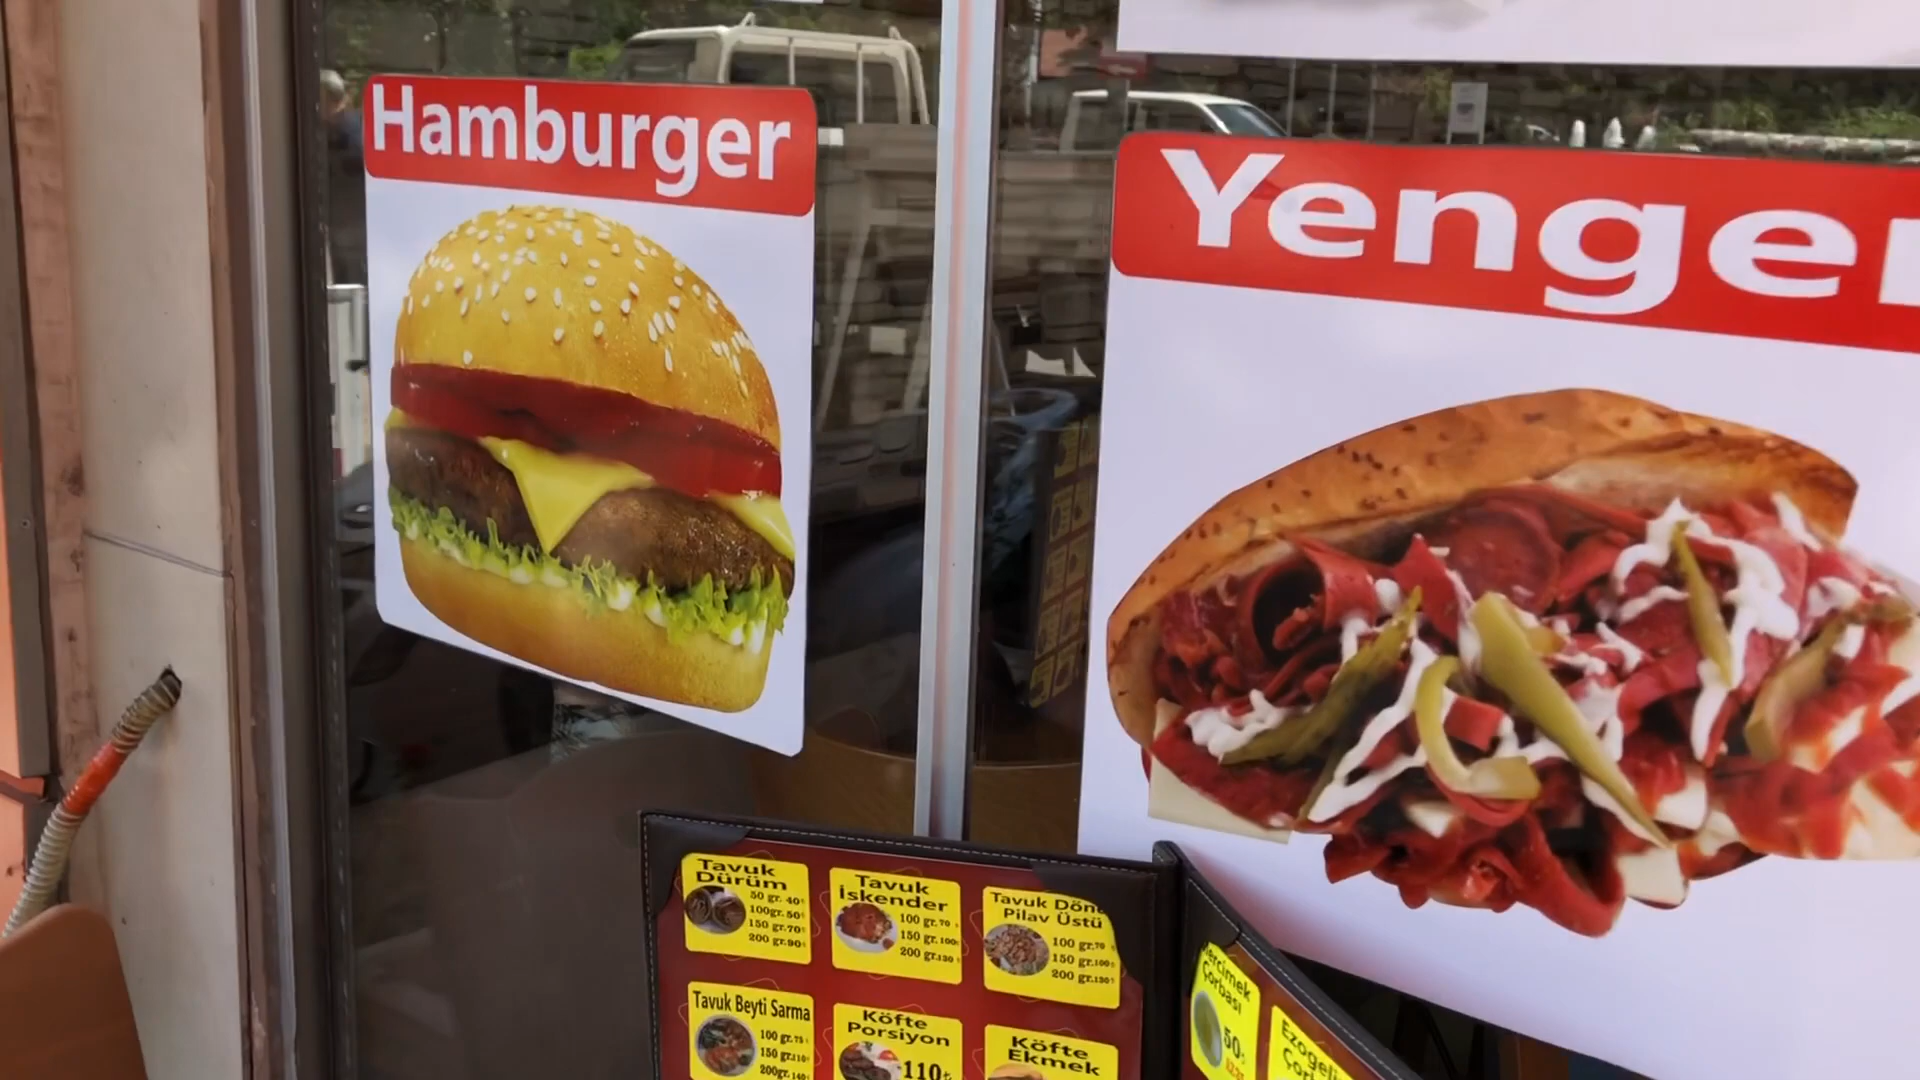 Hamburger
Yenge
Tavuk
Dürüm
50 gr. 40₺
100gr. 50₺
150 gr.70₺
200 gr.90₺
Tavuk
İskender
100 gr.70
150 gr.100₺
200 gr.130
Tavuk Dön
Pilav Üstü
100 gr.70
150 gr.100₺
200 gr.130₺
Tavuk Beyti Sarma
100 gr.75
150 gr.110
200gr.140
Köfte
Porsiyon
110₺
Köfte
Ekmek
Mercimek
Çorbası
50₺
Ezogelin